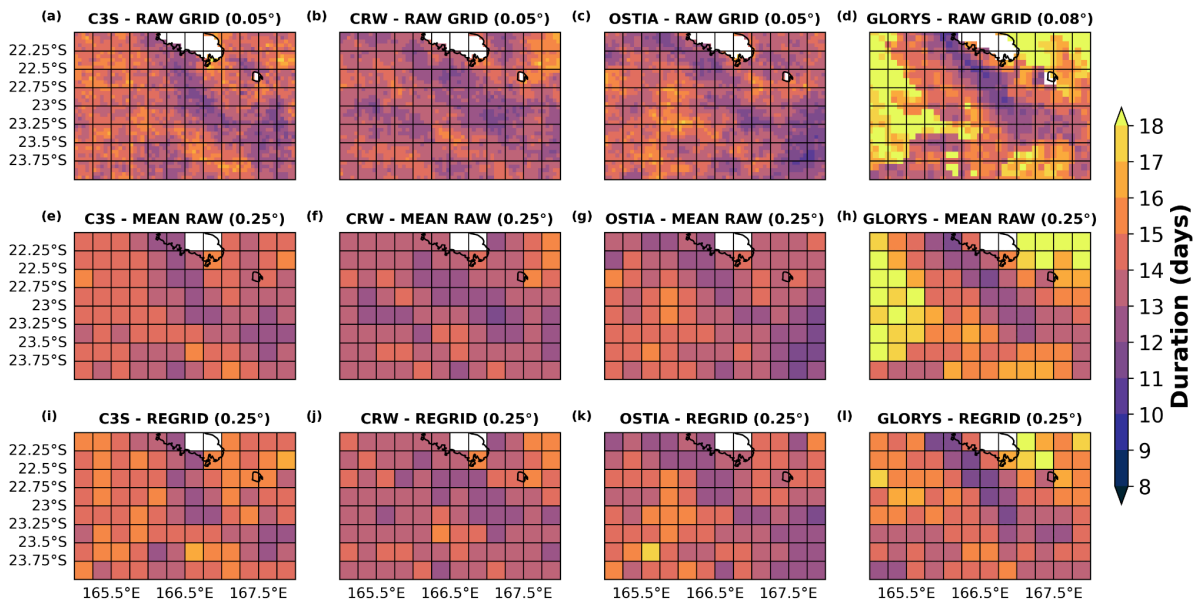 (a) C3S - RAW GRID (0.05°)
(b) CRW - RAW GRID (0.05°)
(c) OSTIA - RAW GRID (0.05°)
(d) GLORYS - RAW GRID (0.08°)
22.25°S
22.5°S
22.75°S
23°S
23.25°S
23.5°S
23.75°S
(e) C3S - MEAN RAW (0.25°)
(f) CRW - MEAN RAW (0.25°)
(g) OSTIA - MEAN RAW (0.25°)
(h) GLORYS - MEAN RAW (0.25°)
22.25°S
22.5°S
22.75°S
23°S
23.25°S
23.5°S
23.75°S
(i) C3S - REGRID (0.25°)
(j) CRW - REGRID (0.25°)
(k) OSTIA - REGRID (0.25°)
(l) GLORYS - REGRID (0.25°)
22.25°S
22.5°S
22.75°S
23°S
23.25°S
23.5°S
23.75°S
165.5°E 166.5°E 167.5°E
165.5°E 166.5°E 167.5°E
165.5°E 166.5°E 167.5°E
165.5°E 166.5°E 167.5°E
18
17
16
15
14
13
12
11
10
9
8
Duration (days)